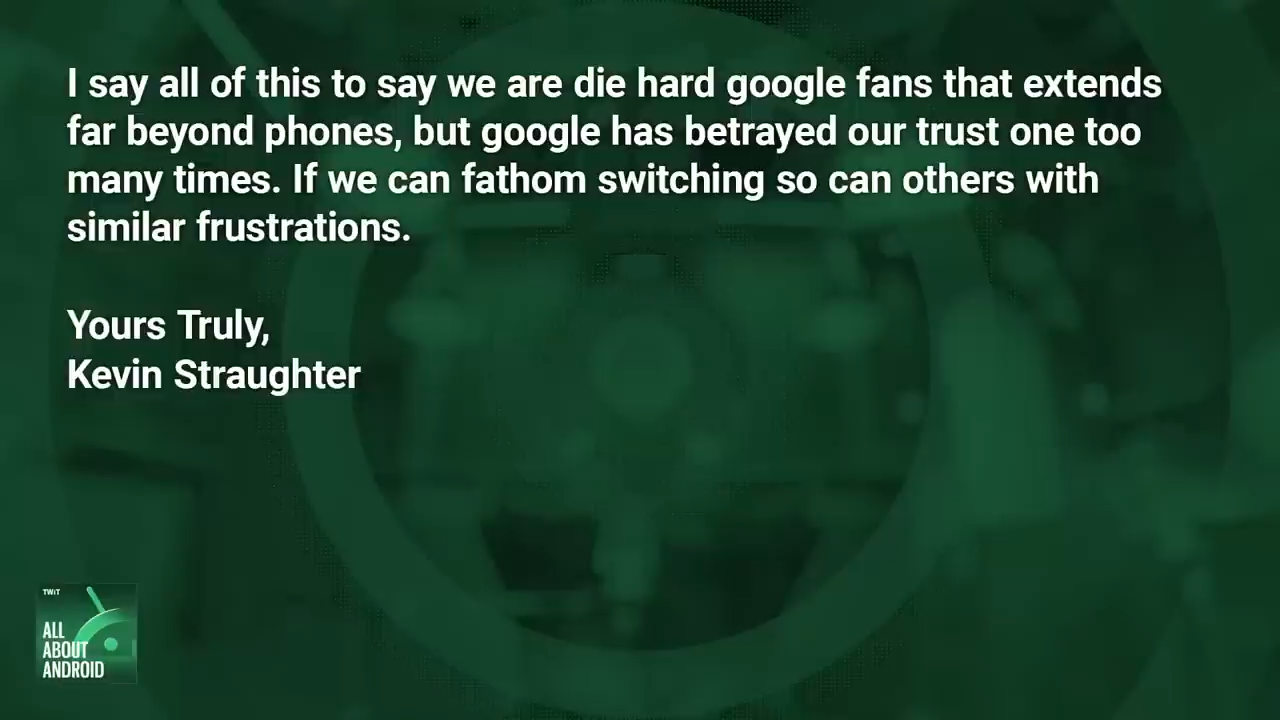 I say all of this to say we are die hard google fans that extends
far beyond phones, but google has betrayed our trust one too
many times. If we can fathom switching so can others with
similar frustrations.
Yours Truly,
Kevin Straughter
TWiT
ALL
ABOUT
ANDROID